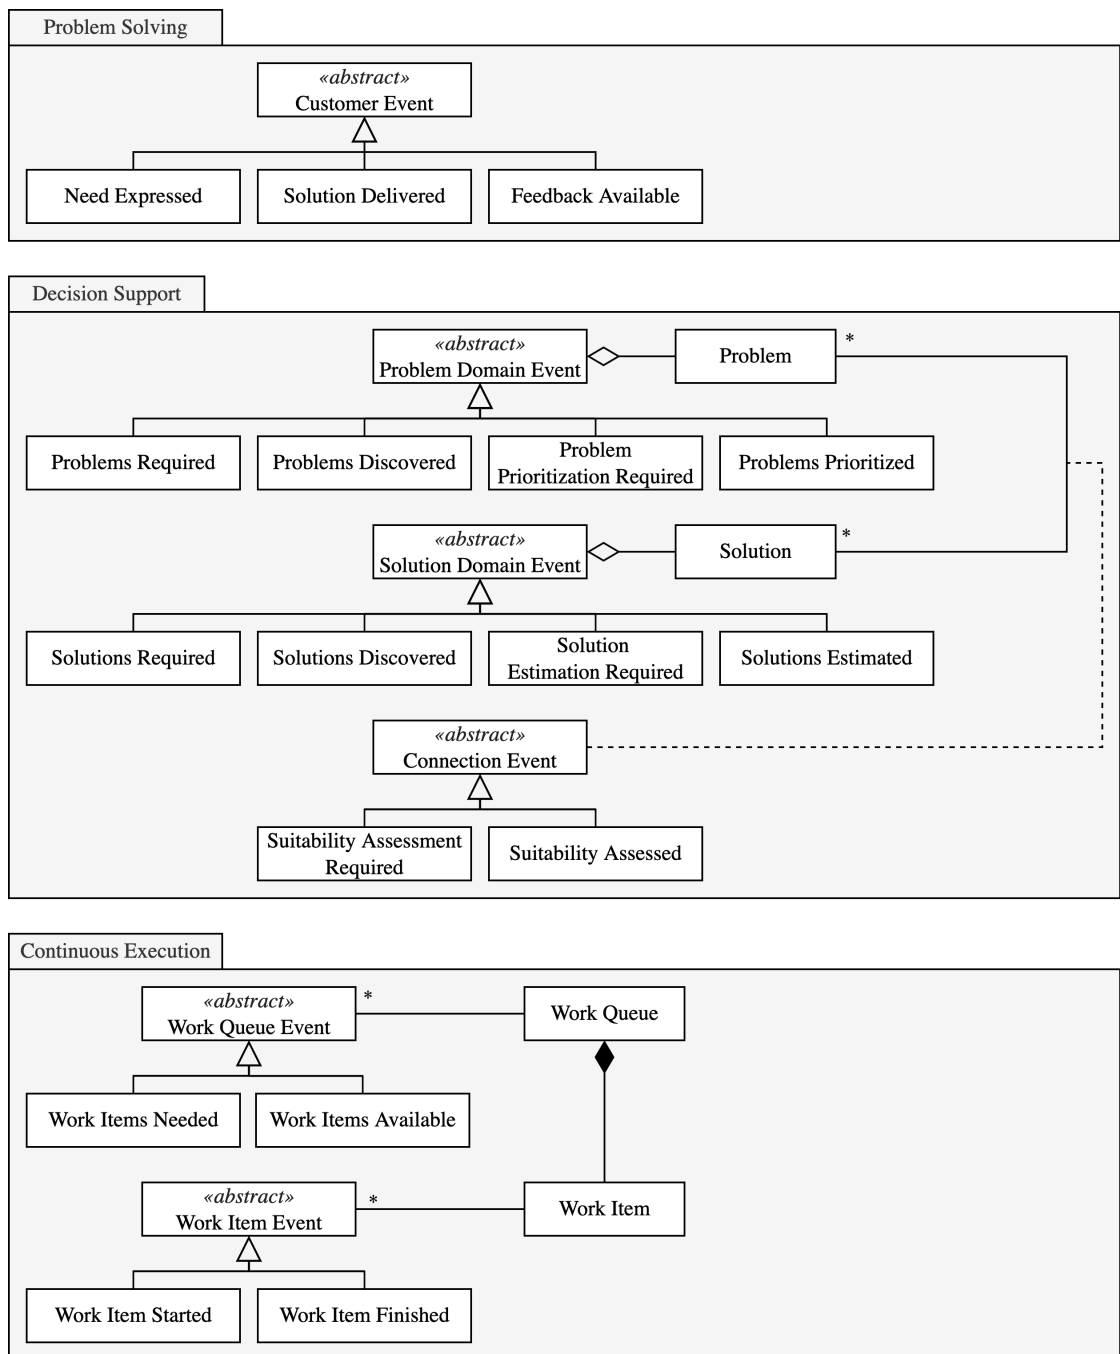 Problem Solving
«abstract»
Customer Event
Need Expressed
Solution Delivered
Feedback Available
Decision Support
«abstract»
Problem Domain Event
Problem
*
Problems Required
Problems Discovered
Problem
Prioritization Required
Problems Prioritized
«abstract»
Solution Domain Event
Solution
*
Solutions Required
Solutions Discovered
Solution
Estimation Required
Solutions Estimated
«abstract»
Connection Event
Suitability Assessment
Required
Suitability Assessed
Continuous Execution
«abstract»
Work Queue Event
*
Work Queue
Work Items Needed
Work Items Available
«abstract»
Work Item Event
*
Work Item
Work Item Started
Work Item Finished